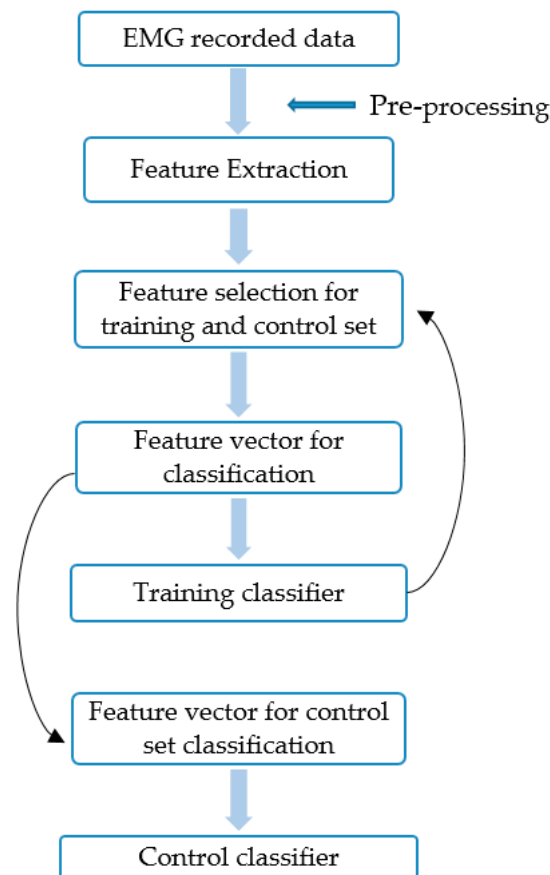 EMG recorded data
Pre-processing
Feature Extraction
Feature selection for
training and control set
Feature vector for
classification
Training classifier
Feature vector for control
set classification
Control classifier